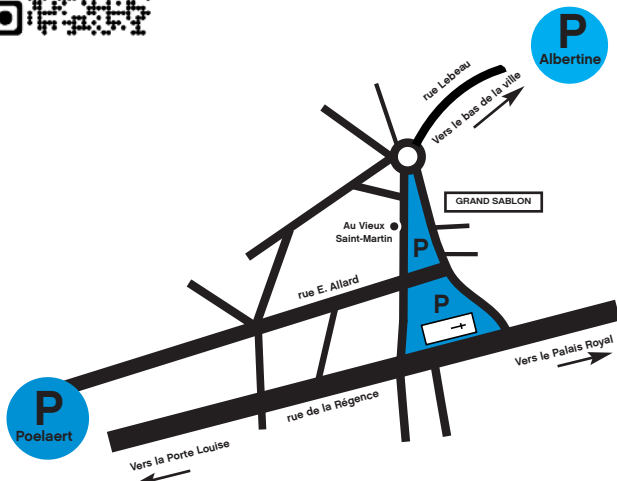 P
Albertine
rue Lebeau
Vers le bas de la ville
GRAND SABLON
Au Vieux
Saint-Martin
P
rue E. Allard
P
Vers le Palais Royal
P
Poelaert
rue de la Régence
Vers la Porte Louise